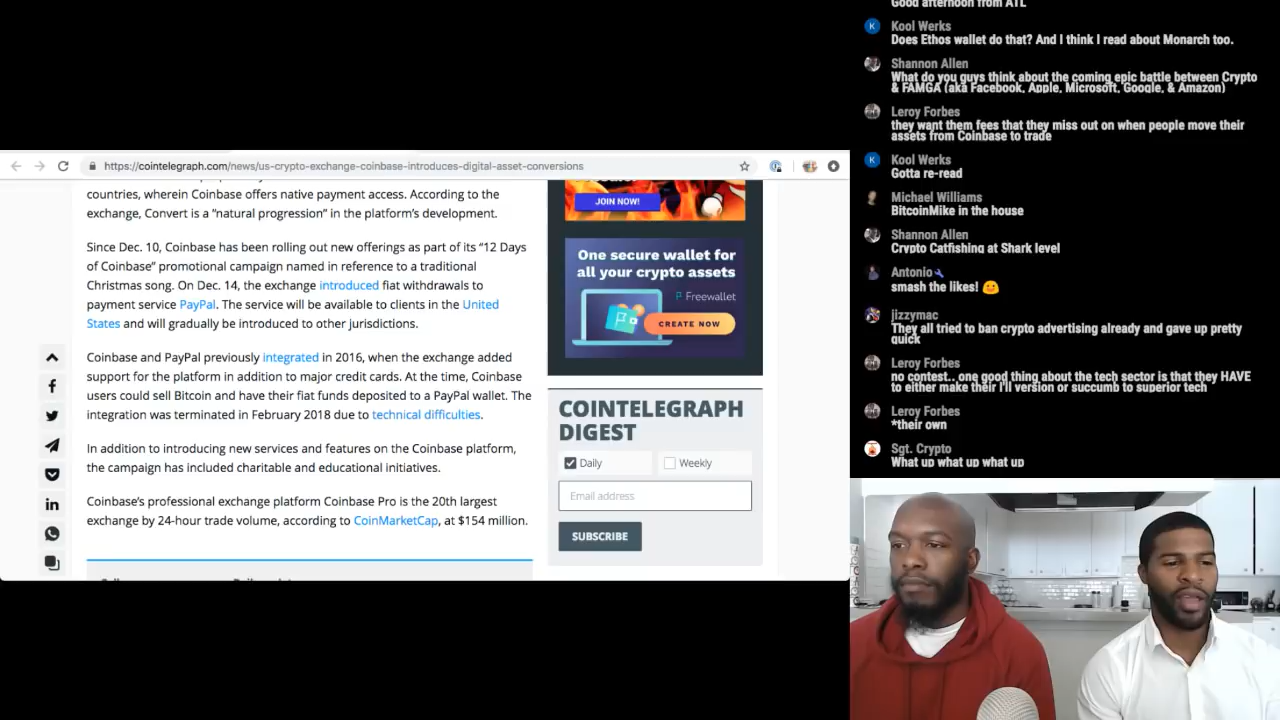 https://cointelegraph.com/news/us-crypto-exchange-coinbase-introduces-digital-asset-conversions
countries, wherein Coinbase offers native payment access. According to the
exchange, Convert is a “natural progression” in the platform’s development.
Since Dec. 10, Coinbase has been rolling out new offerings as part of its “12 Days
of Coinbase” promotional campaign named in reference to a traditional
Christmas song. On Dec. 14, the exchange introduced fiat withdrawals to
payment service PayPal. The service will be available to clients in the United
States and will gradually be introduced to other jurisdictions.
Coinbase and PayPal previously integrated in 2016, when the exchange added
support for the platform in addition to major credit cards. At the time, Coinbase
users could sell Bitcoin and have their fiat funds deposited to a PayPal wallet. The
integration was terminated in February 2018 due to technical difficulties.
In addition to introducing new services and features on the Coinbase platform,
the campaign has included charitable and educational initiatives.
Coinbase’s professional exchange platform Coinbase Pro is the 20th largest
exchange by 24-hour trade volume, according to CoinMarketCap, at $154 million.
JOIN NOW!
One secure wallet for
all your crypto assets
Freewallet
CREATE NOW
COINTELEGRAPH
DIGEST
Daily
Weekly
Email address
SUBSCRIBE
Good afternoon from ATL
K
Kool Werks
Does Ethos wallet do that? And I think I read about Monarch too.
Shannon Allen
What do you guys think about the coming epic battle between Crypto
& FAMGA (aka Facebook, Apple, Microsoft, Google, & Amazon)
Leroy Forbes
they want them fees that they miss out on when people move their
assets from Coinbase to trade
K
Kool Werks
Gotta re-read
Michael Williams
BitcoinMike in the house
Shannon Allen
Crypto Catfishing at Shark level
Antonio
smash the likes!
jizzymac
They all tried to ban crypto advertising already and gave up pretty
quick
Leroy Forbes
no contest.. one good thing about the tech sector is that they HAVE
to either make their I'll version or succumb to superior tech
Leroy Forbes
*their own
Sgt. Crypto
What up what up what up